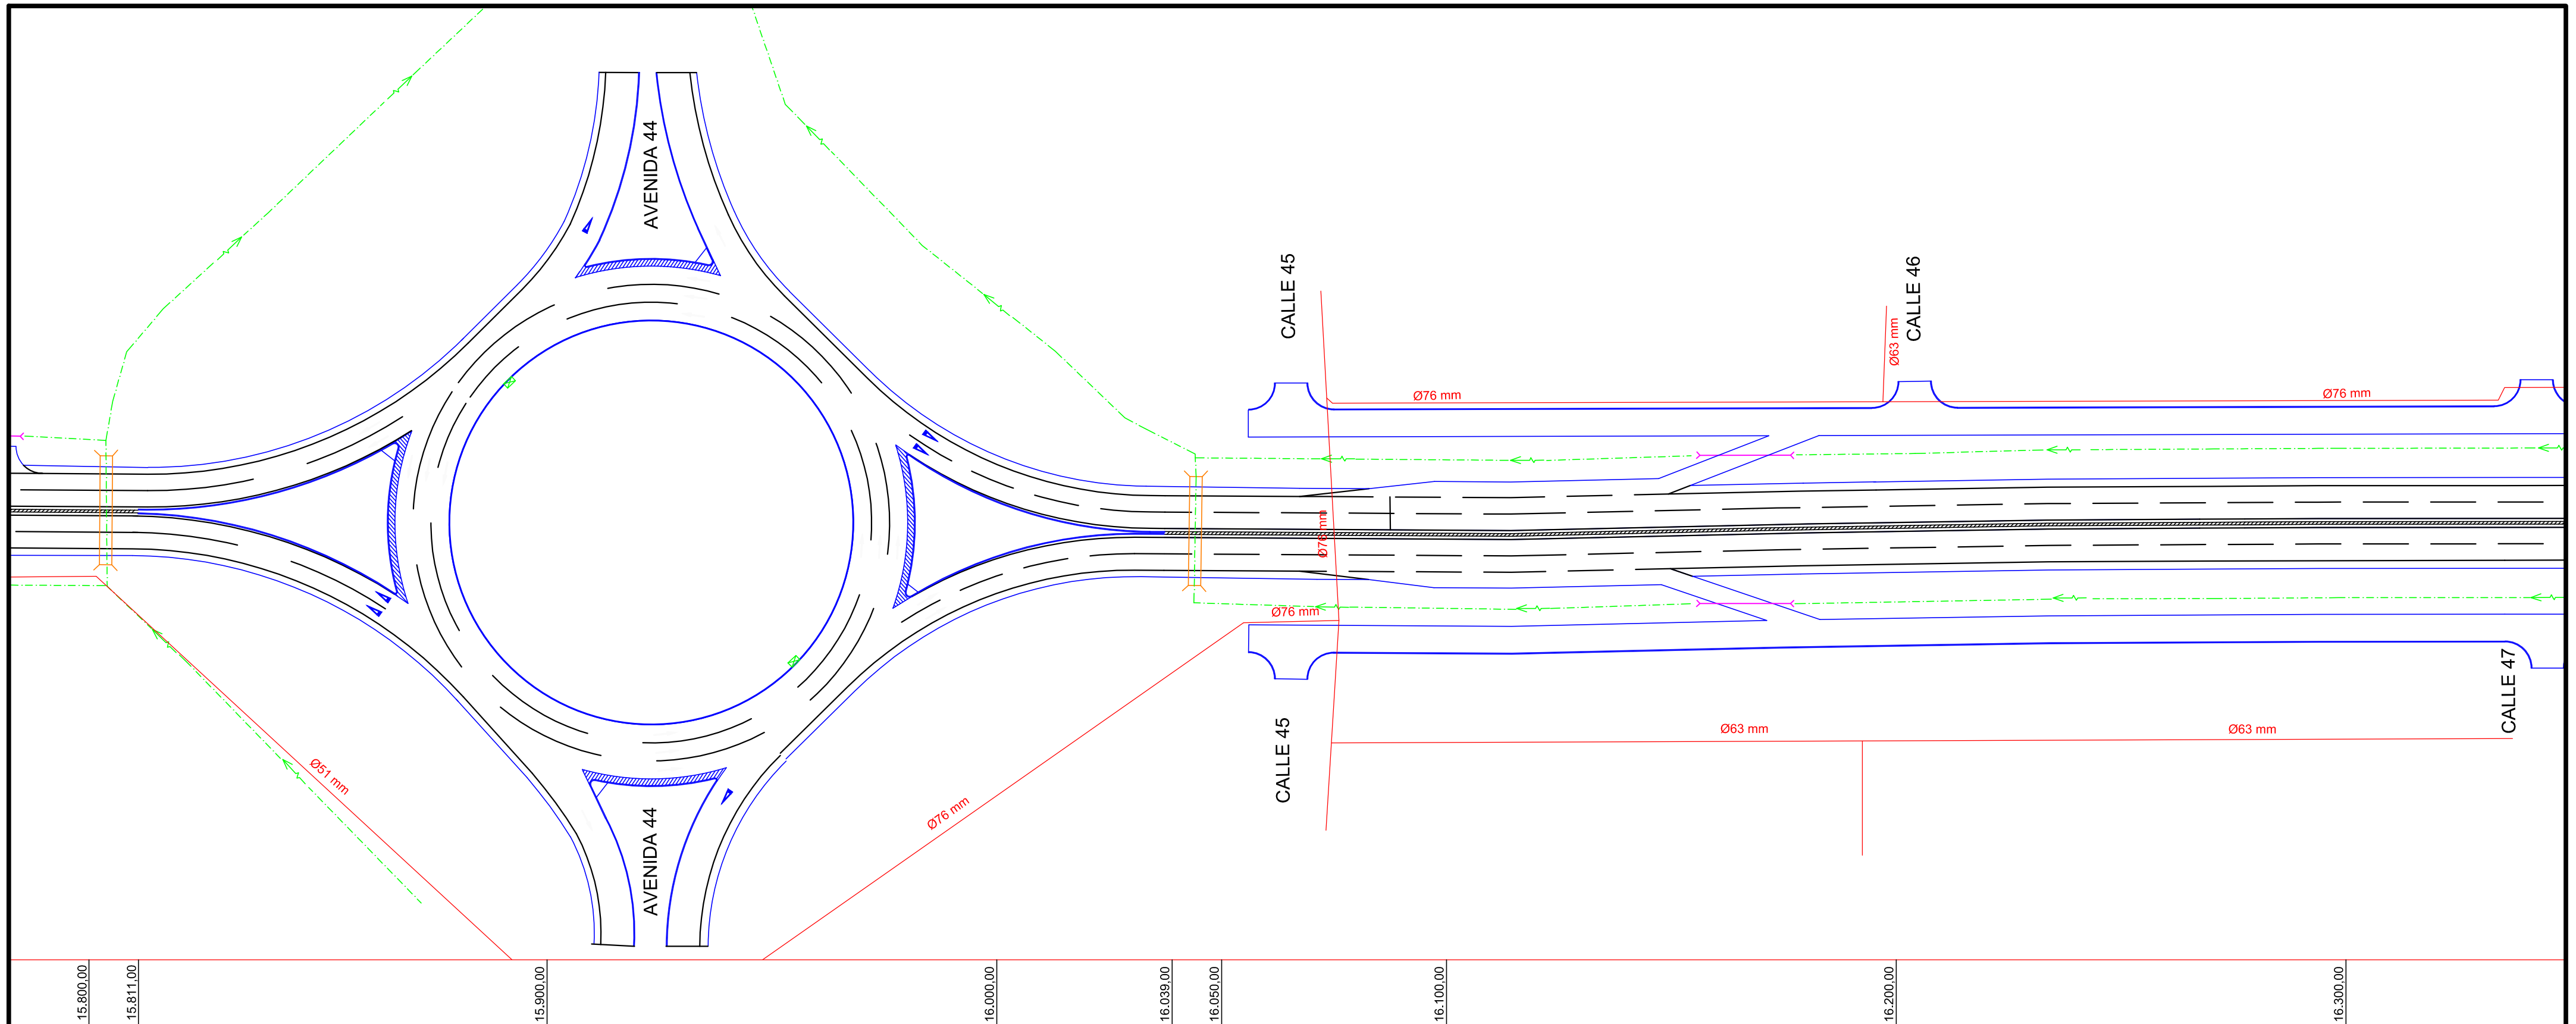 AVENIDA 44
CALLE 45
CALLE 46
Ø63 mm
Ø76 mm
Ø76 mm
Ø76 mm
Ø76 mm
CALLE 47
CALLE 45
Ø63 mm
Ø63 mm
Ø51 mm
Ø76 mm
AVENIDA 44
15.800,00
15.811,00
15.900,00
16.000,00
16.039,00
16.050,00
16.100,00
16.200,00
16.300,00